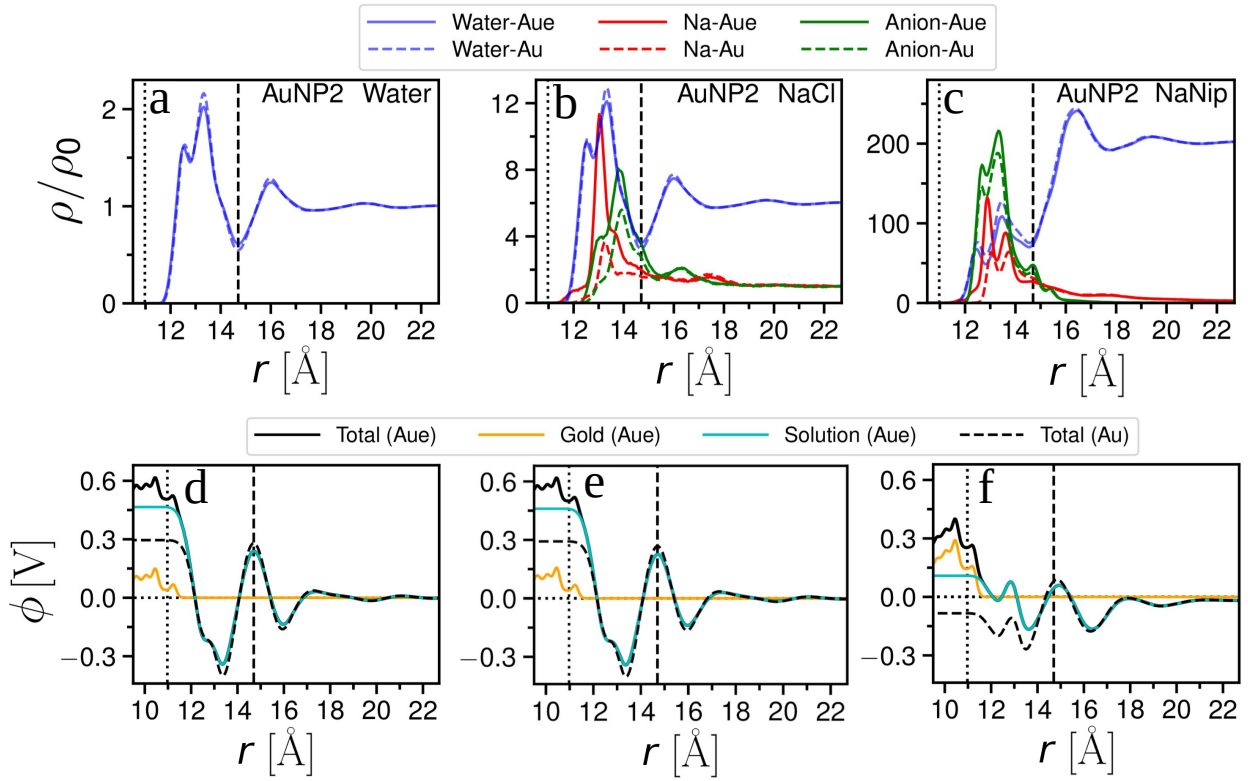 Water-Aue Na-Aue Anion-Aue
Water-Au Na-Au Anion-Au
a AuNP2 Water
b AuNP2 NaCl
c AuNP2 NaNip
ρ/ρ0
2
1
0
12 14 16 18 20 22
r [Å]
12
8
4
0
12 14 16 18 20 22
r [Å]
200
100
0
12 14 16 18 20 22
r [Å]
Total (Aue) Gold (Aue) Solution (Aue) Total (Au)
d
e
f
ϕ [V]
0.6
0.3
0.0
−0.3
10 12 14 16 18 20 22
r [Å]
0.6
0.3
0.0
−0.3
10 12 14 16 18 20 22
r [Å]
0.6
0.3
0.0
−0.3
10 12 14 16 18 20 22
r [Å]